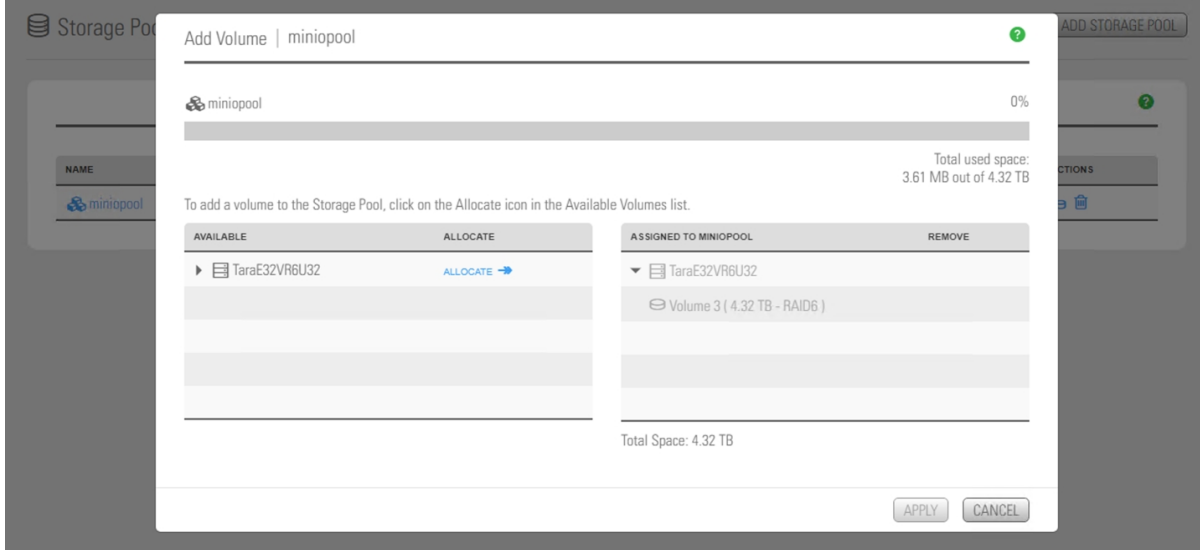 Storage Poo
ADD STORAGE POOL
Add Volume | miniopool
miniopool
0%
Total used space:
3.61 MB out of 4.32 TB
NAME
CTIONS
miniopool
To add a volume to the Storage Pool, click on the Allocate icon in the Available Volumes list.
AVAILABLE ALLOCATE
ASSIGNED TO MINIOPOOL REMOVE
TaraE32VR6U32 ALLOCATE
TaraE32VR6U32
Volume 3 ( 4.32 TB - RAID6 )
Total Space: 4.32 TB
APPLY CANCEL